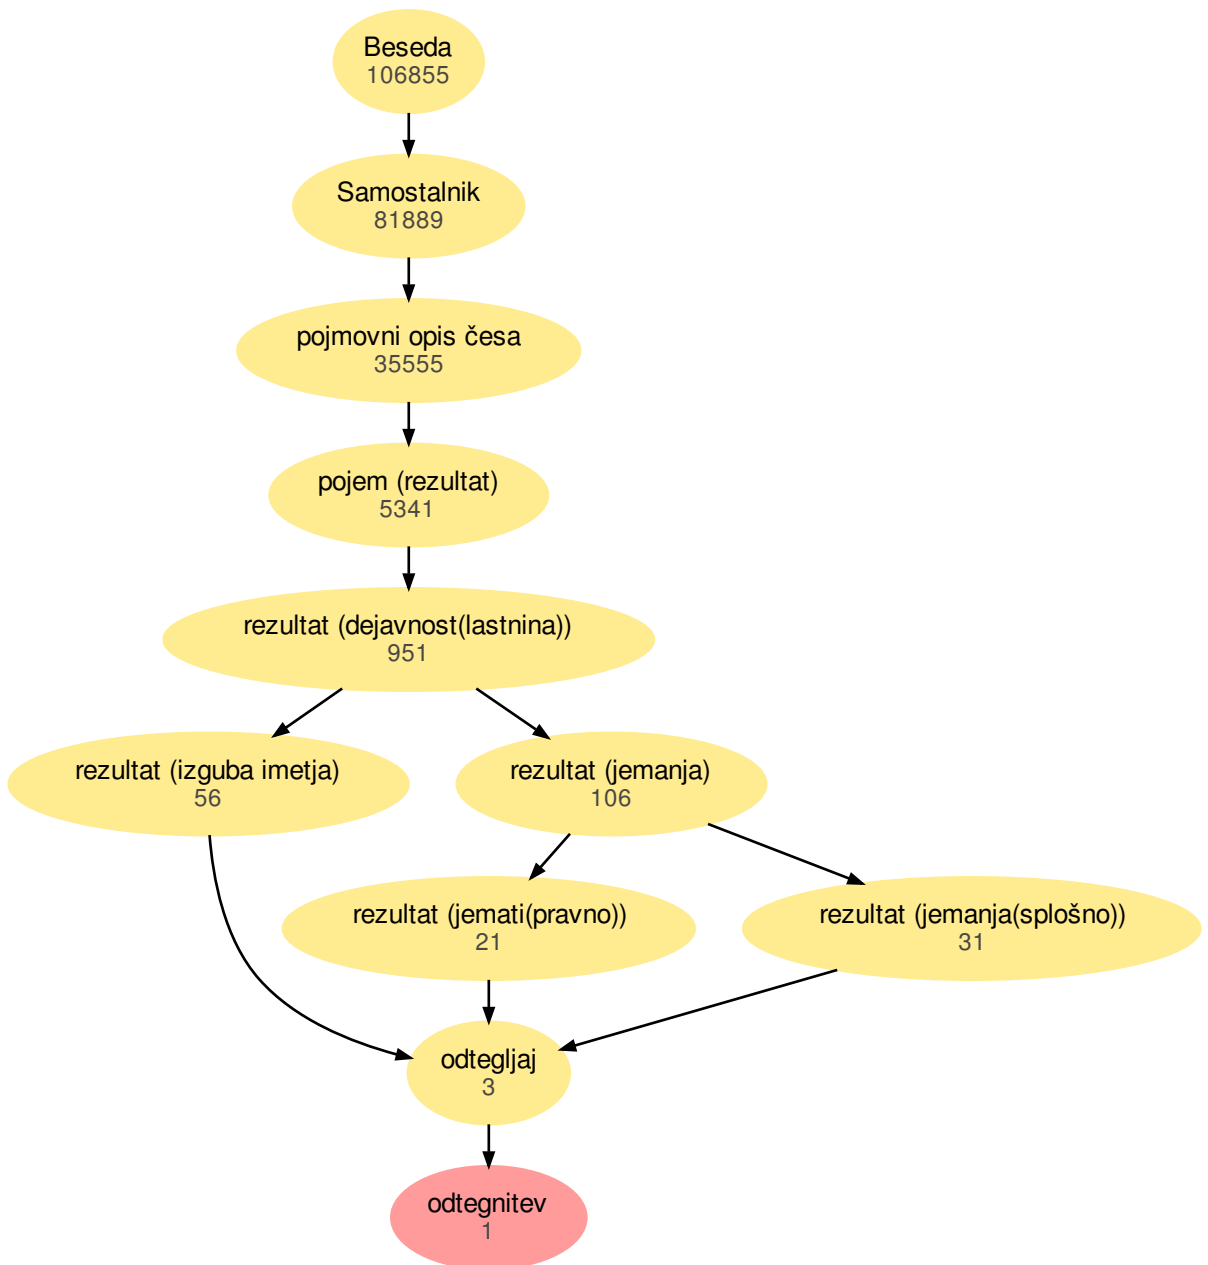 Beseda
106855
Samostalnik
81889
pojmovni opis česa
35555
pojem (rezultat)
5341
rezultat (dejavnost(lastnina))
951
rezultat (izguba imetja)
56
rezultat (jemanja)
106
rezultat (jemati(pravno))
21
rezultat (jemanja(splošno))
31
odtegljaj
3
odtegnitev
1